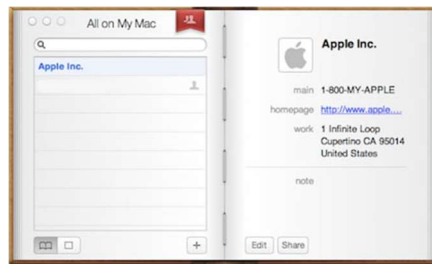 All on My Mac
Apple Inc.
Apple Inc.
main 1-800-MY-APPLE
homepage http://www.apple....
work 1 Infinite Loop
Cupertino CA 95014
United States
note
Edit Share